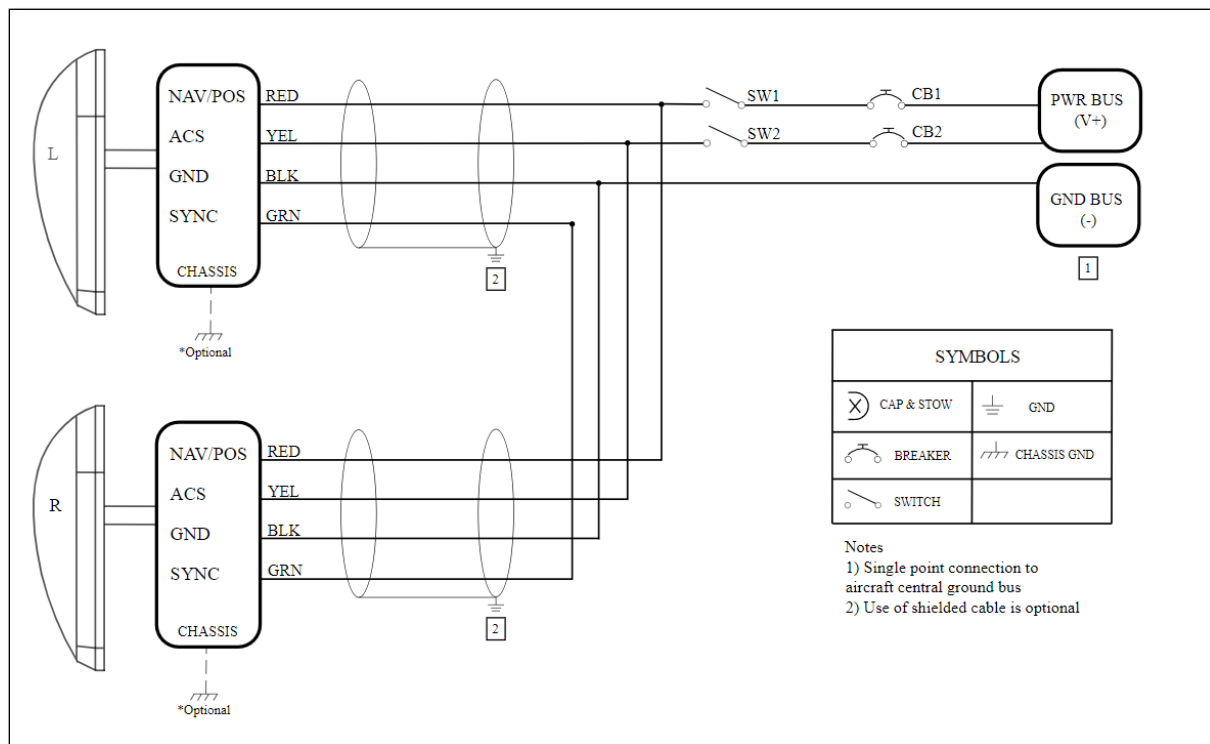 L
NAV/POS
ACS
GND
SYNC
CHASSIS
*Optional
RED
YEL
BLK
GRN
2
SW1
SW2
CB1
CB2
PWR BUS
(V+)
GND BUS
(-)
1
R
NAV/POS
ACS
GND
SYNC
CHASSIS
*Optional
RED
YEL
BLK
GRN
2
SYMBOLS
CAP & STOW
GND
BREAKER
CHASSIS GND
SWITCH
Notes
1) Single point connection to
aircraft central ground bus
2) Use of shielded cable is optional